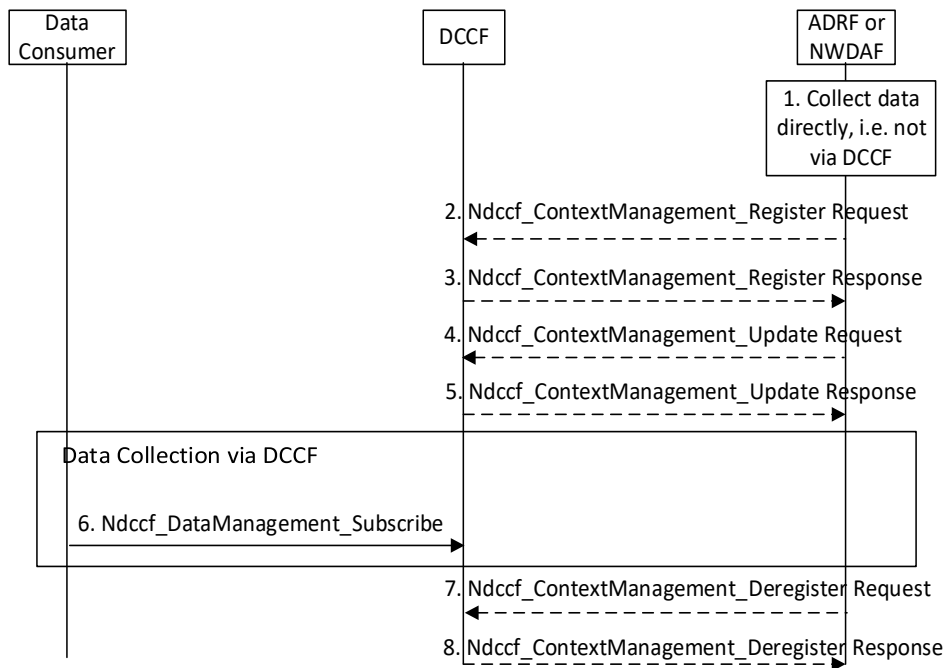 Data
Consumer
DCCF
ADRF or
NWDAF
1. Collect data
directly, i.e. not
via DCCF
2. Ndccf_ContextManagement_Register Request
3. Ndccf_ContextManagement_Register Response
4. Ndccf_ContextManagement_Update Request
5. Ndccf_ContextManagement_Update Response
Data Collection via DCCF
6. Ndccf_DataManagement_Subscribe
7. Ndccf_ContextManagement_Deregister Request
8. Ndccf_ContextManagement_Deregister Response